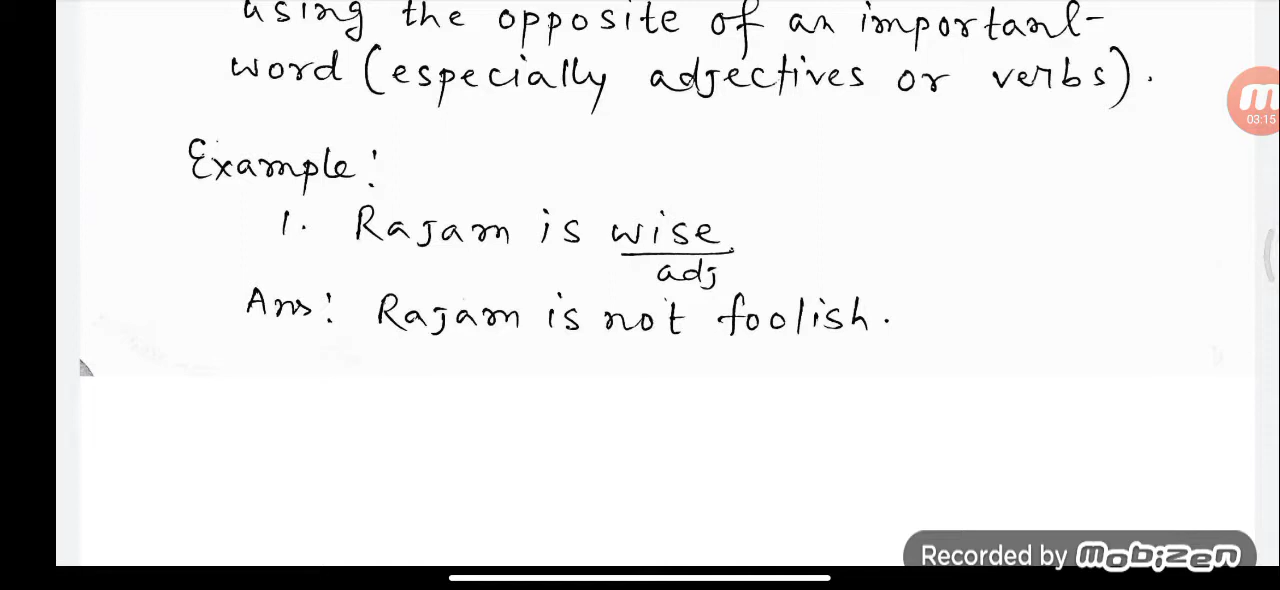 using the opposite of an important
word (especially adjectives or verbs).
03:15
Example:
1. Rajam is wise.
adj
Ans: Rajam is not foolish.
Recorded by mobizen